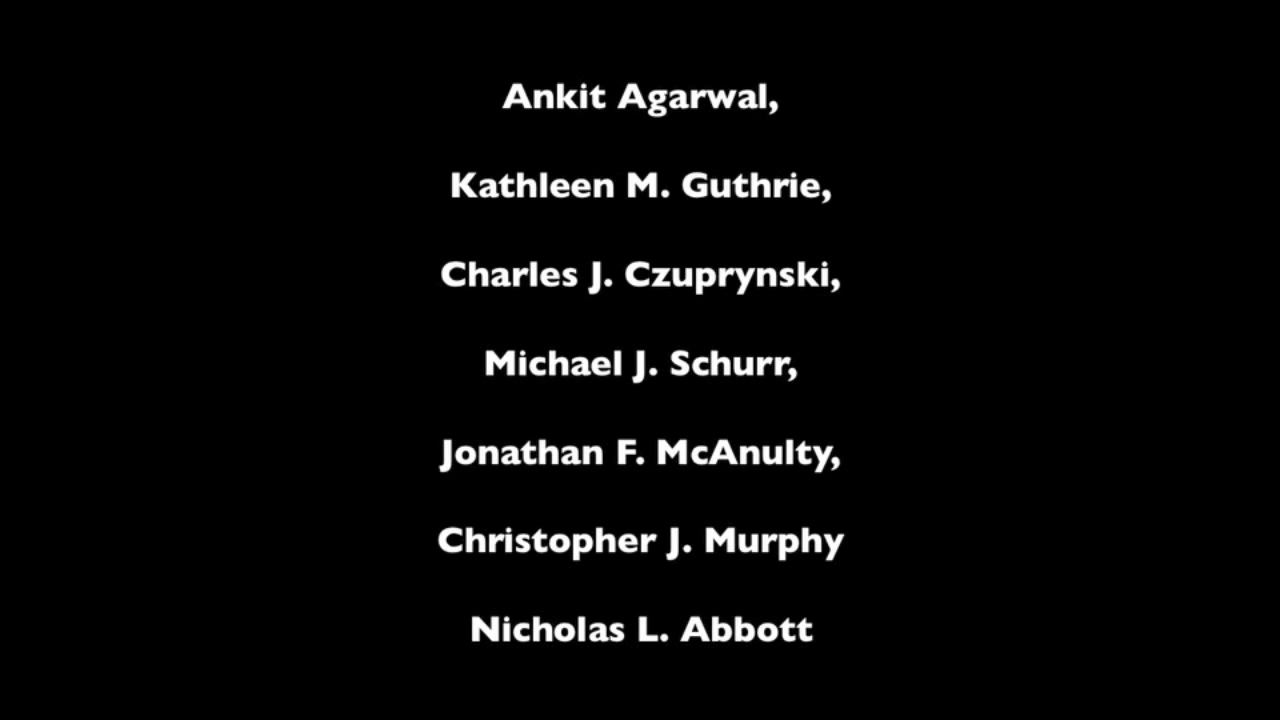 Ankit Agarwal,
Kathleen M. Guthrie,
Charles J. Czuprynski,
Michael J. Schurr,
Jonathan F. McAnulty,
Christopher J. Murphy
Nicholas L. Abbott